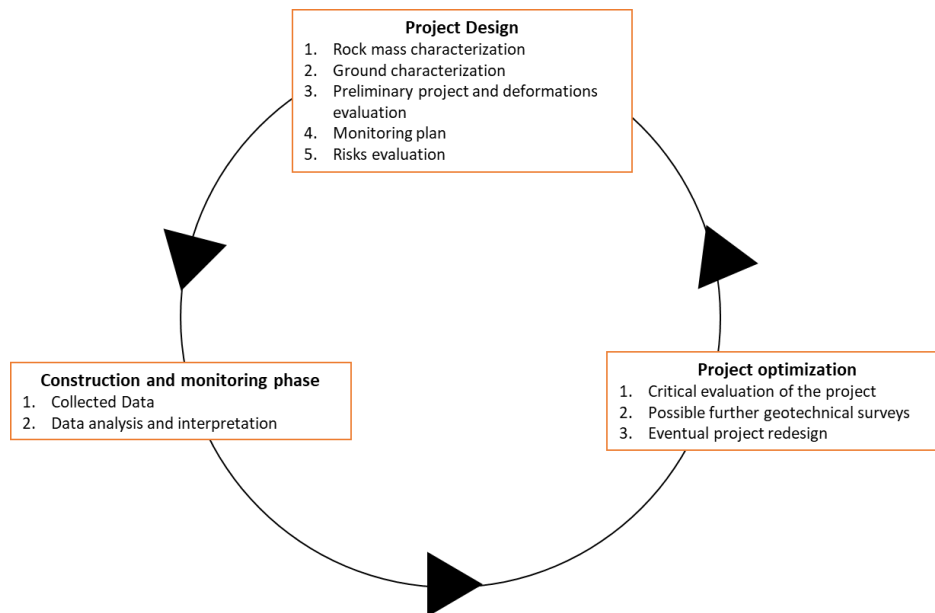 Project Design
1. Rock mass characterization
2. Ground characterization
3. Preliminary project and deformations
evaluation
4. Monitoring plan
5. Risks evaluation
Construction and monitoring phase
1. Collected Data
2. Data analysis and interpretation
Project optimization
1. Critical evaluation of the project
2. Possible further geotechnical surveys
3. Eventual project redesign